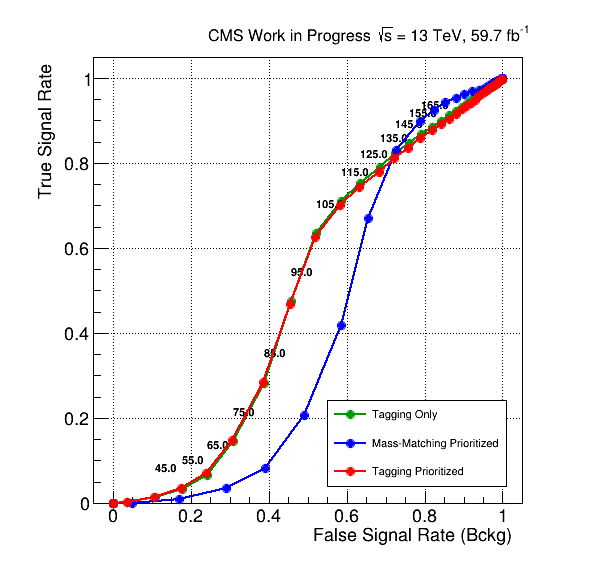 CMS Work in Progress √s = 13 TeV, 59.7 fb⁻¹
True Signal Rate
1
0.8
0.6
0.4
0.2
0
165.0
155.0
145.0
135.0
125.0
115.0
105
95.0
85.0
75.0
65.0
55.0
45.0
Tagging Only
Mass-Matching Prioritized
Tagging Prioritized
0 0.2 0.4 0.6 0.8 1
False Signal Rate (Bckg)